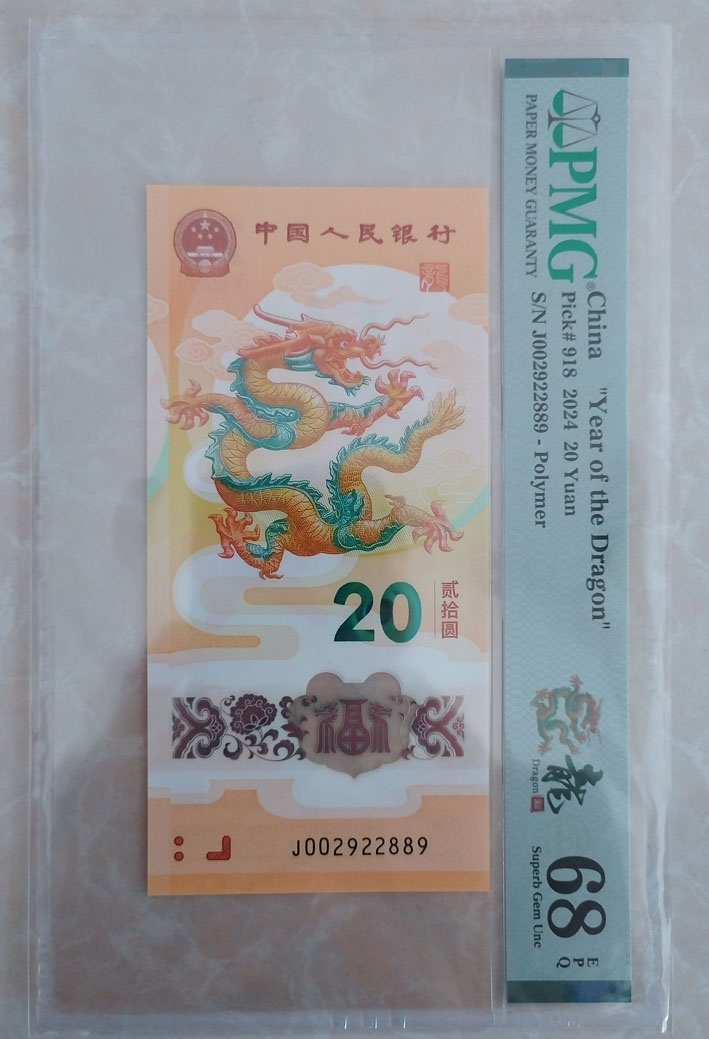 中国人民银行
龍
20
贰拾圆
福
J002922889
PMG®
PAPER MONEY GUARANTY
China "Year of the Dragon"
Pick# 918 2024 20 Yuan
S/N J002922889 - Polymer
龍
Dragon
68 EPQ
Superb Gem Unc